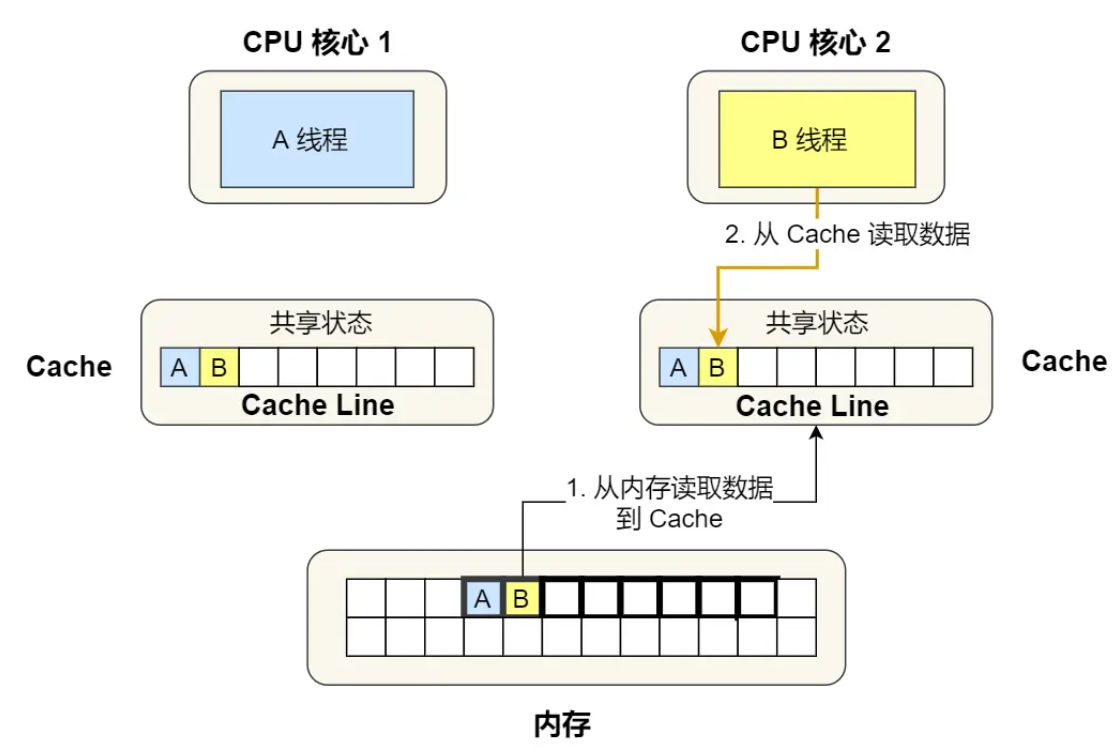 CPU 核心 1
CPU 核心 2
A 线程
B 线程
2. 从 Cache 读取数据
共享状态
共享状态
Cache
A B
A B
Cache
Cache Line
Cache Line
1. 从内存读取数据
到 Cache
A B
内存